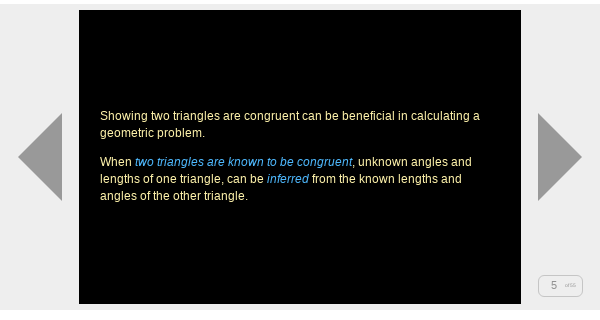 Showing two triangles are congruent can be beneficial in calculating a
geometric problem.
When two triangles are known to be congruent, unknown angles and
lengths of one triangle, can be inferred from the known lengths and
angles of the other triangle.
5